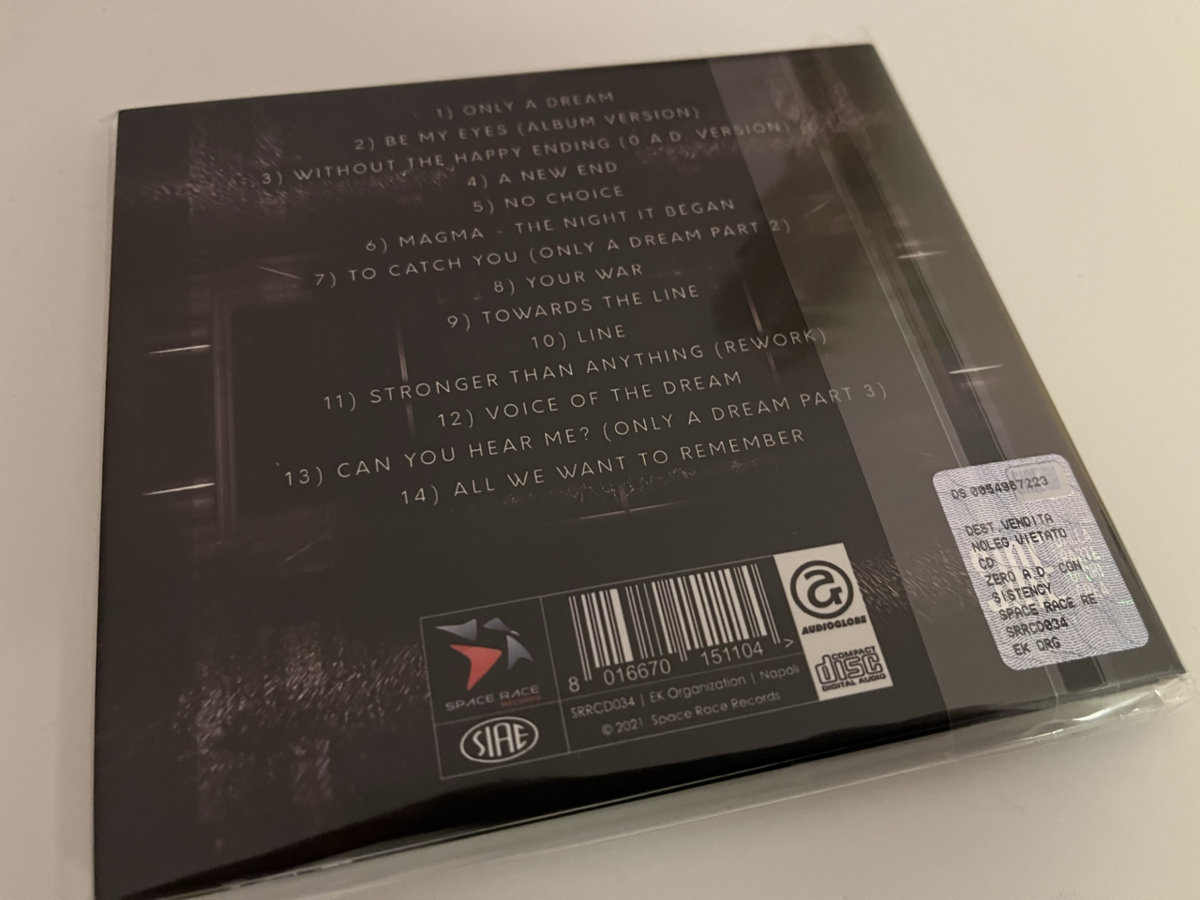 1) ONLY A DREAM
2) BE MY EYES (ALBUM VERSION)
3) WITHOUT THE HAPPY ENDING (0 A.D. VERSION)
4) A NEW END
5) NO CHOICE
6) MAGMA - THE NIGHT IT BEGAN
7) TO CATCH YOU (ONLY A DREAM PART 2)
8) YOUR WAR
9) TOWARDS THE LINE
10) LINE
11) STRONGER THAN ANYTHING (REWORK)
12) VOICE OF THE DREAM
13) CAN YOU HEAR ME? (ONLY A DREAM PART 3)
14) ALL WE WANT TO REMEMBER
SPACE RACE
RECORDS
SIAE
8 016670 151104 >
SRRCD034 | EK Organization | Napoli
© 2021 Space Race Records
AUDIOGLOBE
COMPACT
disc
DIGITAL AUDIO
DS 0054367223
DEST.VENDITA
NOLEG.VIETATO
CD
ZERO A.D. CON
SISTENCY
SPACE RACE RE
SRRCD034
EK ORG